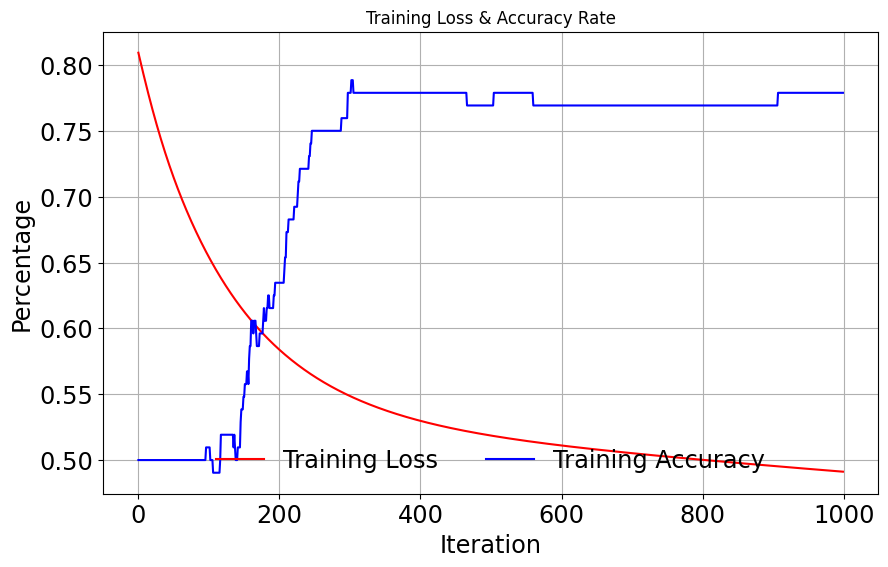 Training Loss & Accuracy Rate
0.80
0.75
0.70
0.65
0.60
0.55
0.50
Percentage
Training Loss Training Accuracy
0 200 400 600 800 1000
Iteration